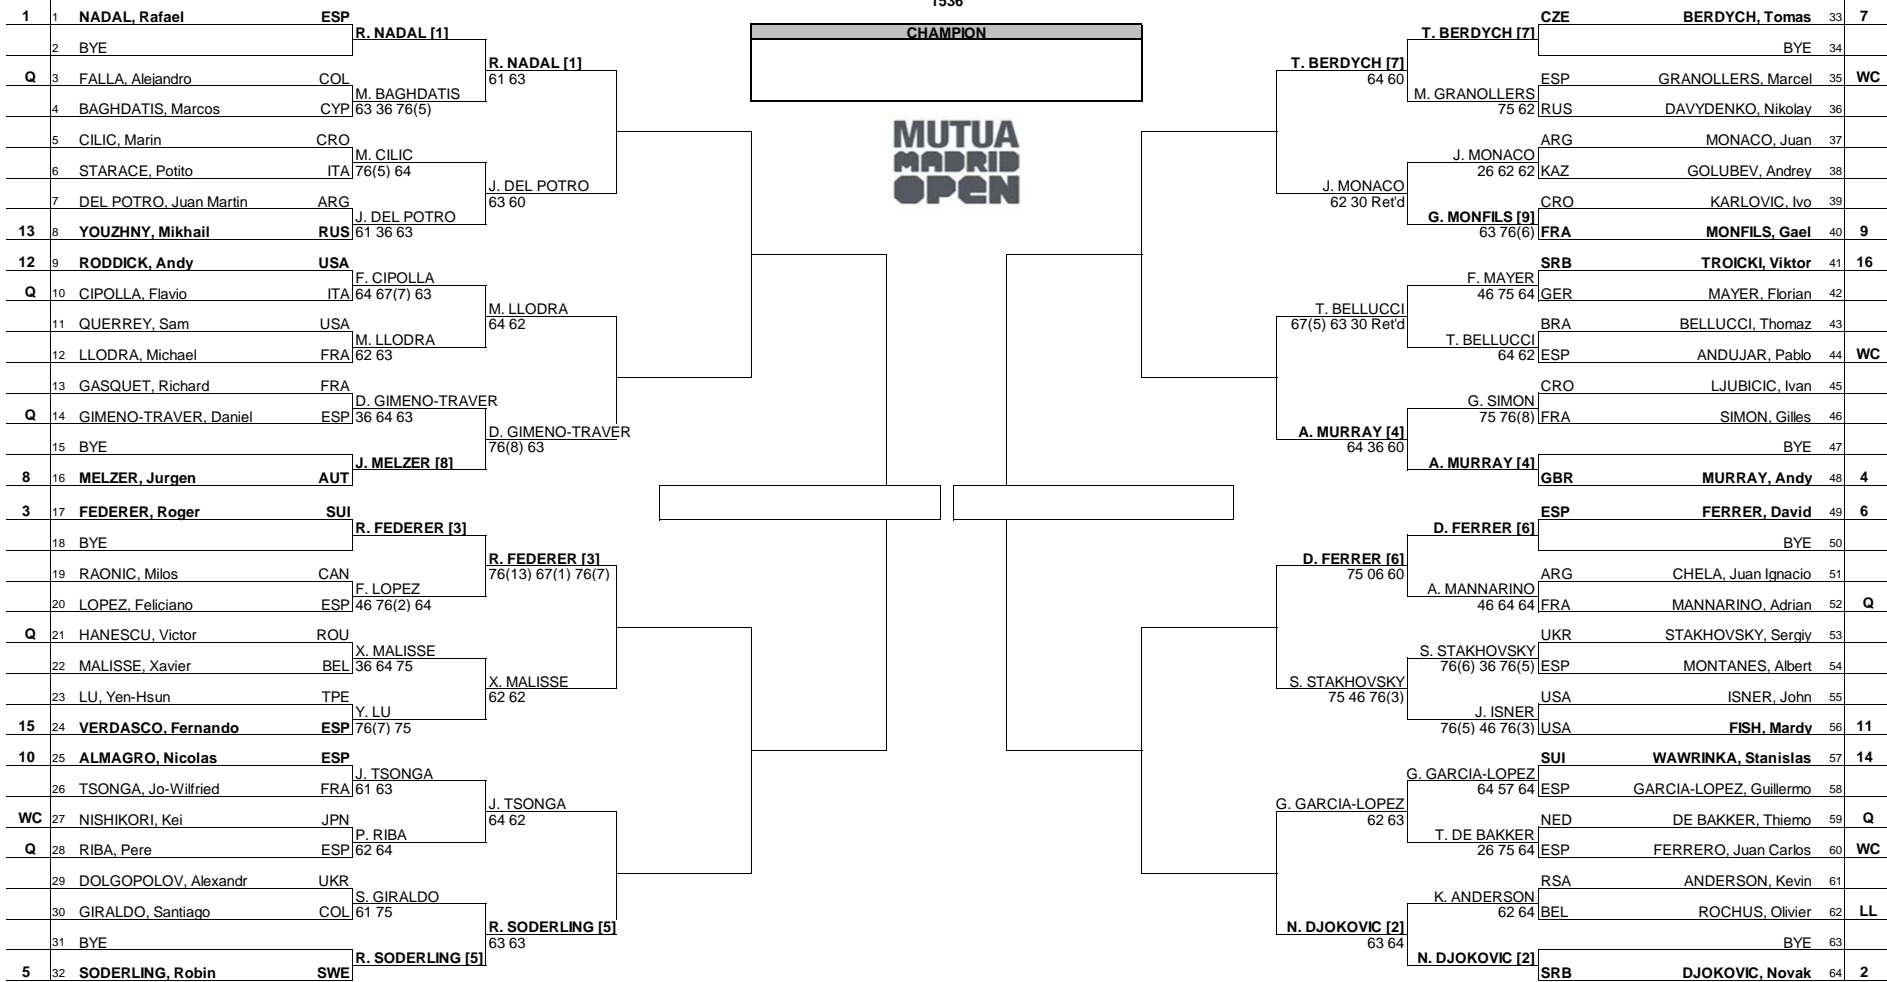 1536
CHAMPION
MUTUA
MADRID
OPEN
1 1 NADAL, Rafael ESP
R. NADAL [1]
2 BYE
R. NADAL [1]
61 63
Q 3 FALLA, Alejandro COL
M. BAGHDATIS
4 BAGHDATIS, Marcos CYP 63 36 76(5)
5 CILIC, Marin CRO
M. CILIC
6 STARACE, Potito ITA 76(5) 64
J. DEL POTRO
63 60
7 DEL POTRO, Juan Martin ARG
J. DEL POTRO
13 8 YOUZHNY, Mikhail RUS 61 36 63
12 9 RODDICK, Andy USA
F. CIPOLLA
Q 10 CIPOLLA, Flavio ITA 64 67(7) 63
M. LLODRA
64 62
11 QUERREY, Sam USA
M. LLODRA
12 LLODRA, Michael FRA 62 63
13 GASQUET, Richard FRA
D. GIMENO-TRAVER
Q 14 GIMENO-TRAVER, Daniel ESP 36 64 63
D. GIMENO-TRAVER
76(8) 63
15 BYE
J. MELZER [8]
8 16 MELZER, Jurgen AUT
3 17 FEDERER, Roger SUI
R. FEDERER [3]
18 BYE
R. FEDERER [3]
76(13) 67(1) 76(7)
19 RAONIC, Milos CAN
F. LOPEZ
20 LOPEZ, Feliciano ESP 46 76(2) 64
Q 21 HANESCU, Victor ROU
X. MALISSE
22 MALISSE, Xavier BEL 36 64 75
X. MALISSE
62 62
23 LU, Yen-Hsun TPE
Y. LU
15 24 VERDASCO, Fernando ESP 76(7) 75
10 25 ALMAGRO, Nicolas ESP
J. TSONGA
26 TSONGA, Jo-Wilfried FRA 61 63
J. TSONGA
64 62
WC 27 NISHIKORI, Kei JPN
P. RIBA
Q 28 RIBA, Pere ESP 62 64
29 DOLGOPOLOV, Alexandr UKR
S. GIRALDO
30 GIRALDO, Santiago COL 61 75
R. SODERLING [5]
63 63
31 BYE
R. SODERLING [5]
5 32 SODERLING, Robin SWE
CZE BERDYCH, Tomas 33 7
T. BERDYCH [7]
BYE 34
T. BERDYCH [7]
64 60
ESP GRANOLLERS, Marcel 35 WC
M. GRANOLLERS
75 62 RUS DAVYDENKO, Nikolay 36
ARG MONACO, Juan 37
J. MONACO
26 62 62 KAZ GOLUBEV, Andrey 38
J. MONACO
62 30 Ret'd
CRO KARLOVIC, Ivo 39
G. MONFILS [9]
63 76(6) FRA MONFILS, Gael 40 9
SRB TROICKI, Viktor 41 16
F. MAYER
46 75 64 GER MAYER, Florian 42
T. BELLUCCI
67(5) 63 30 Ret'd
BRA BELLUCCI, Thomaz 43
T. BELLUCCI
64 62 ESP ANDUJAR, Pablo 44 WC
CRO LJUBICIC, Ivan 45
G. SIMON
75 76(8) FRA SIMON, Gilles 46
A. MURRAY [4]
64 36 60
BYE 47
A. MURRAY [4]
GBR MURRAY, Andy 48 4
ESP FERRER, David 49 6
D. FERRER [6]
BYE 50
D. FERRER [6]
75 06 60
ARG CHELA, Juan Ignacio 51
A. MANNARINO
46 64 64 FRA MANNARINO, Adrian 52 Q
UKR STAKHOVSKY, Sergiy 53
S. STAKHOVSKY
76(6) 36 76(5) ESP MONTANES, Albert 54
S. STAKHOVSKY
75 46 76(3)
USA ISNER, John 55
J. ISNER
76(5) 46 76(3) USA FISH, Mardy 56 11
SUI WAWRINKA, Stanislas 57 14
G. GARCIA-LOPEZ
64 57 64 ESP GARCIA-LOPEZ, Guillermo 58
G. GARCIA-LOPEZ
62 63
NED DE BAKKER, Thiemo 59 Q
T. DE BAKKER
26 75 64 ESP FERRERO, Juan Carlos 60 WC
RSA ANDERSON, Kevin 61
K. ANDERSON
62 64 BEL ROCHUS, Olivier 62 LL
N. DJOKOVIC [2]
63 64
BYE 63
N. DJOKOVIC [2]
SRB DJOKOVIC, Novak 64 2